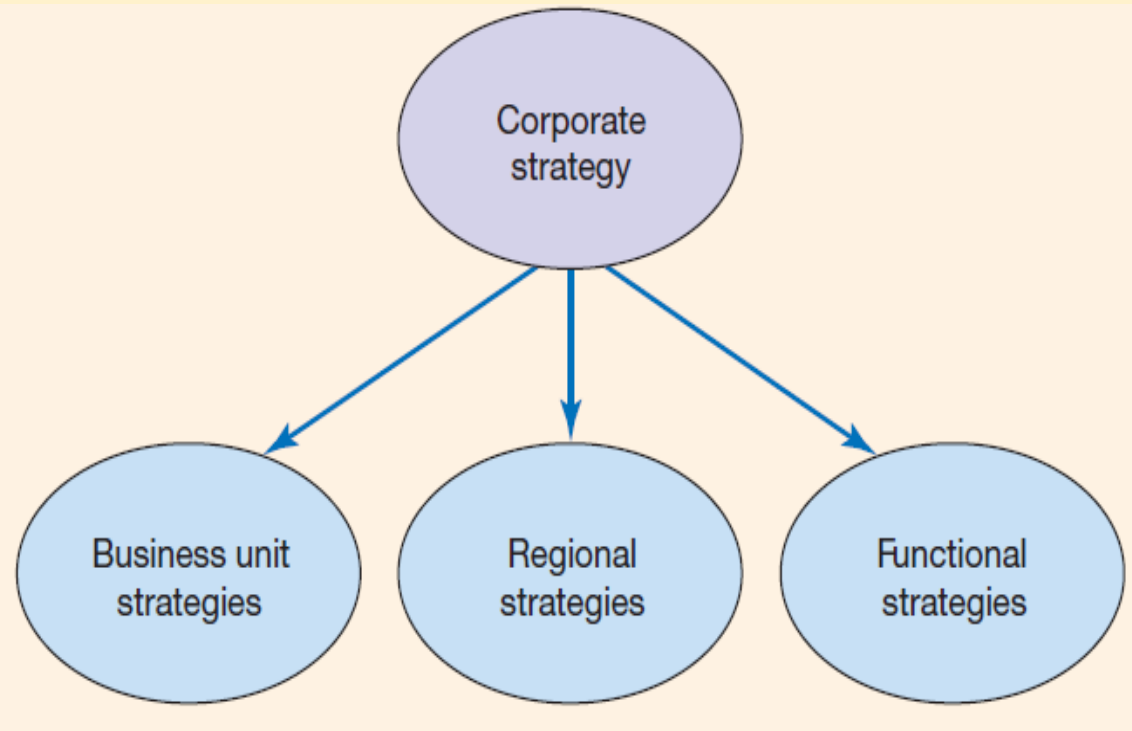 Corporate
strategy
Business unit
strategies
Regional
strategies
Functional
strategies